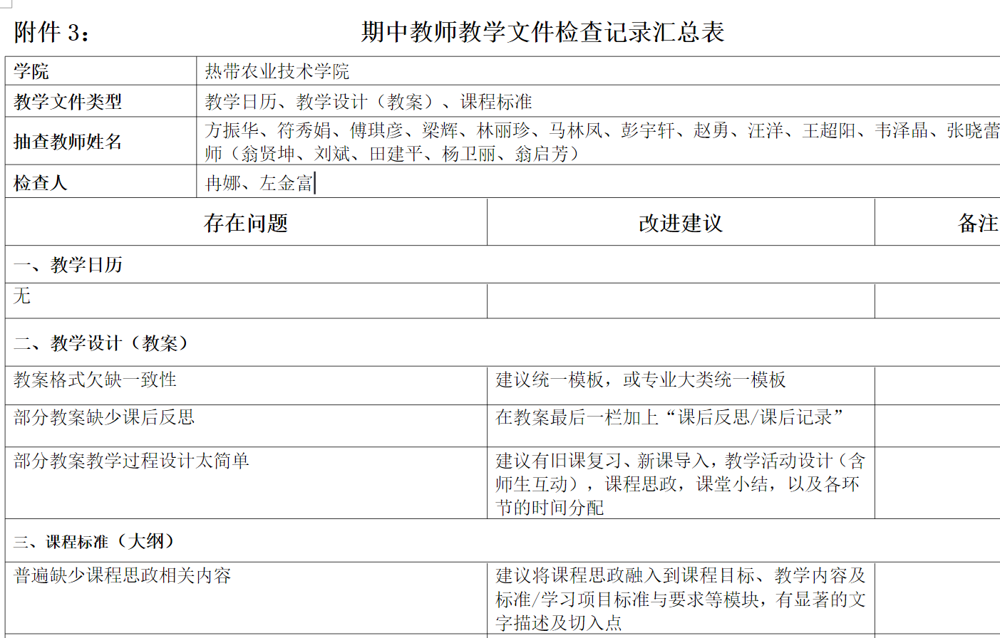 附件 3： 期中教师教学文件检查记录汇总表
学院 热带农业技术学院
教学文件类型 教学日历、教学设计（教案）、课程标准
抽查教师姓名 方振华、符秀娟、傅琪彦、梁辉、林丽珍、马林凤、彭宇轩、赵勇、汪洋、王超阳、韦泽晶、张晓蕾
师（翁贤坤、刘斌、田建平、杨卫丽、翁启芳）
检查人 冉娜、左金富
存在问题 改进建议 备注
一、教学日历
无
二、教学设计（教案）
教案格式欠缺一致性 建议统一模板，或专业大类统一模板
部分教案缺少课后反思 在教案最后一栏加上“课后反思/课后记录”
部分教案教学过程设计太简单 建议有旧课复习、新课导入，教学活动设计（含
师生互动），课程思政，课堂小结，以及各环
节的时间分配
三、课程标准（大纲）
普遍缺少课程思政相关内容 建议将课程思政融入到课程目标、教学内容及
标准/学习项目标准与要求等模块，有显著的文
字描述及切入点